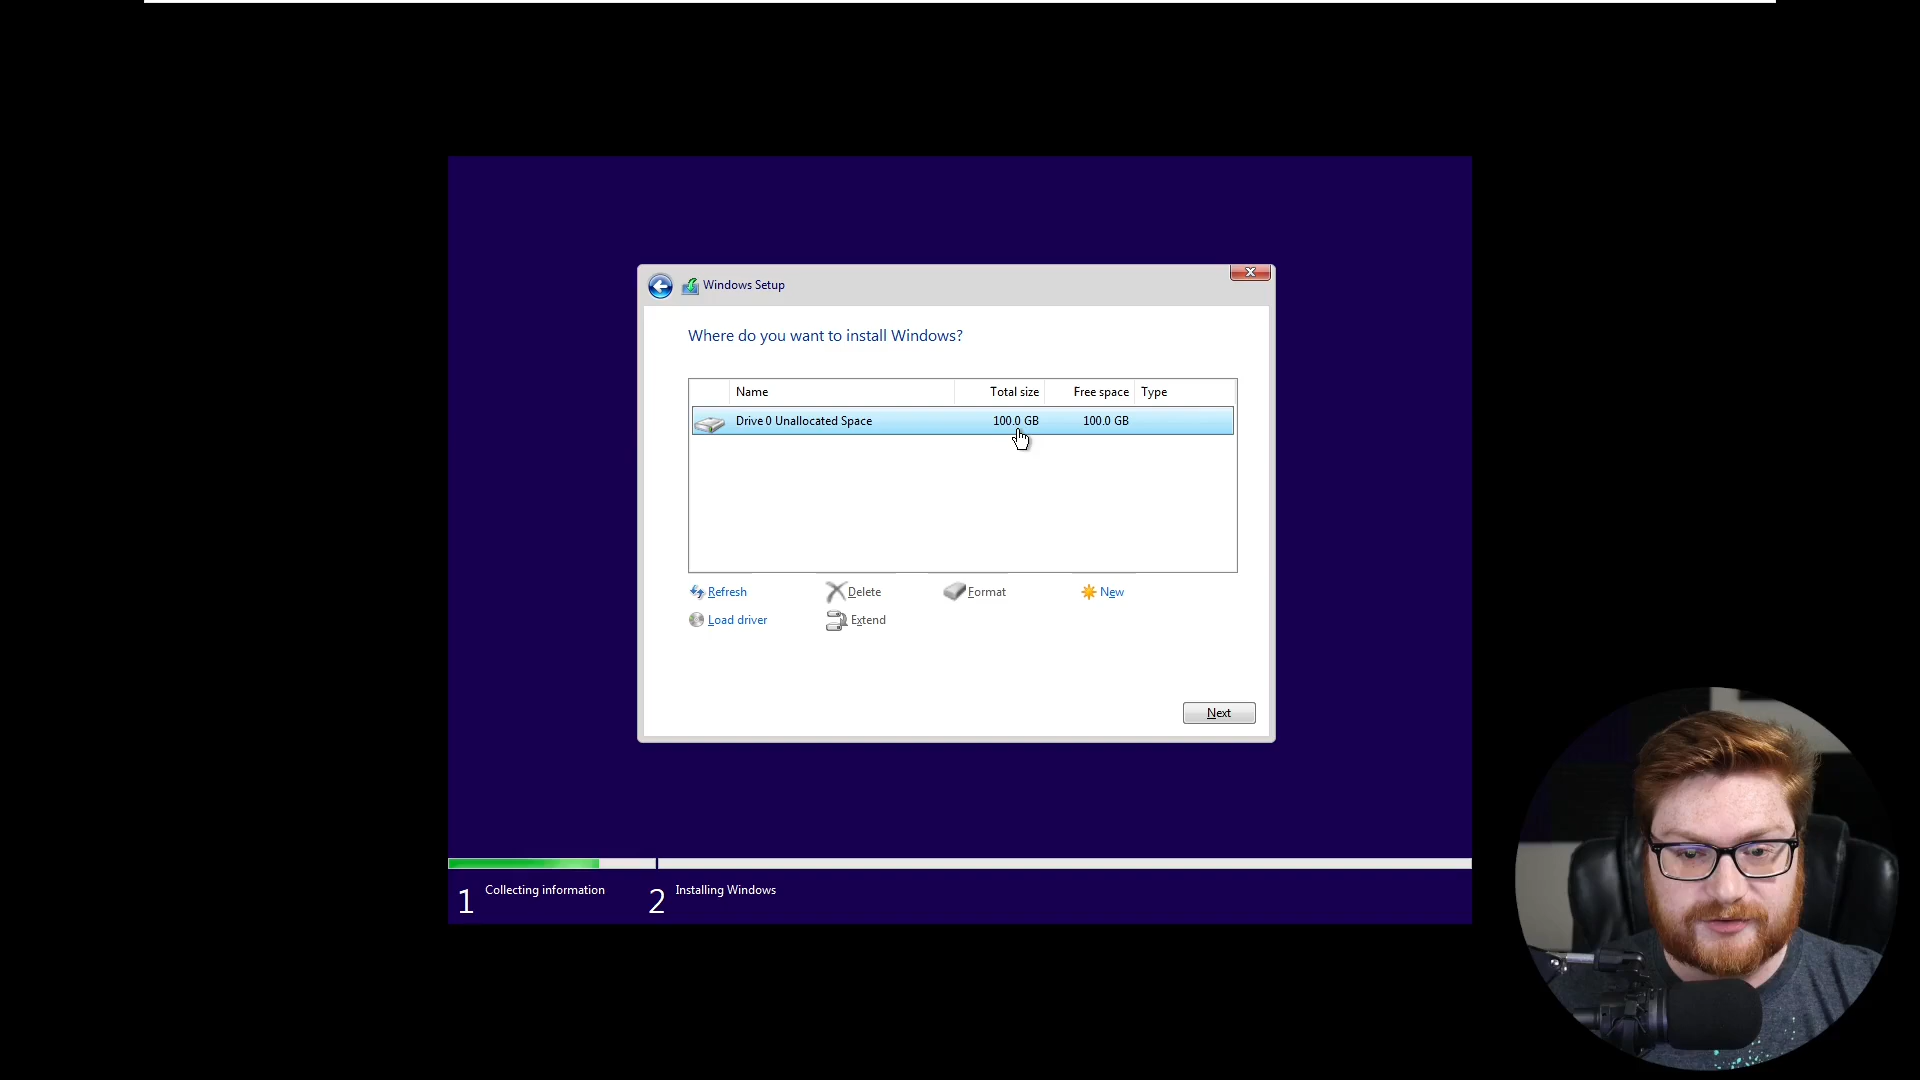 Windows Setup
Where do you want to install Windows?
Name Total size Free space Type
Drive 0 Unallocated Space 100.0 GB 100.0 GB
Refresh Delete Format New
Load driver Extend
Next
1 Collecting information 2 Installing Windows